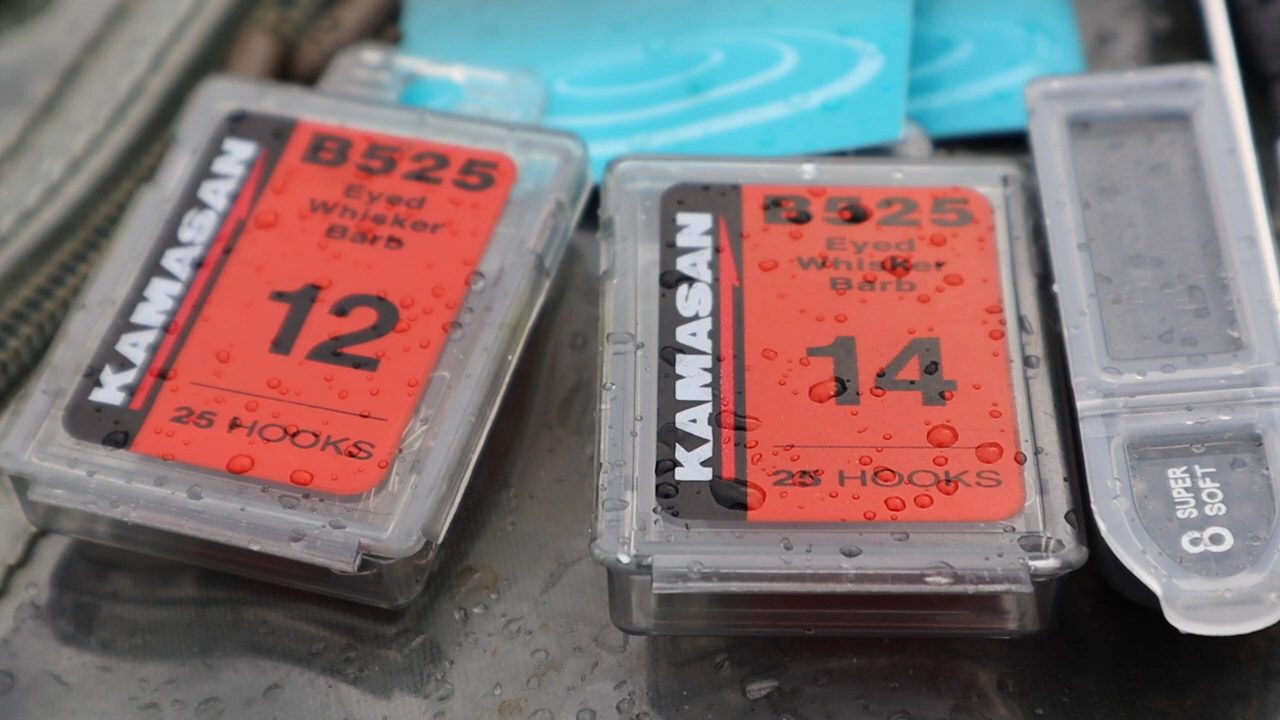 KAMASAN
B525
Eyed
Whisker
Barb
12
25 HOOKS
KAMASAN
B525
Eyed
Whisker
Barb
14
25 HOOKS
8 SUPER
SOFT